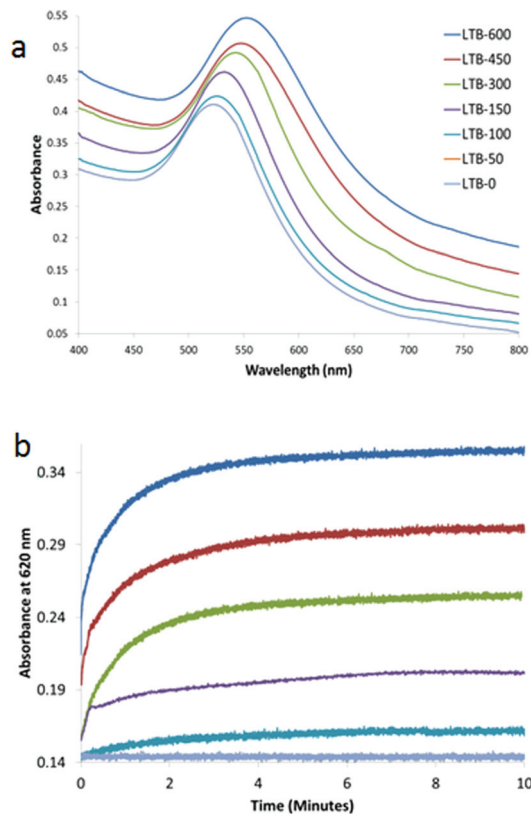 a
0.55
0.5
0.45
0.4
0.35
0.3
0.25
0.2
0.15
0.1
0.05
Absorbance
LTB-600
LTB-450
LTB-300
LTB-150
LTB-100
LTB-50
LTB-0
400 450 500 550 600 650 700 750 800
Wavelength (nm)
b
0.34
0.29
0.24
0.19
0.14
Absorbance at 620 nm
0 2 4 6 8 10
Time (Minutes)